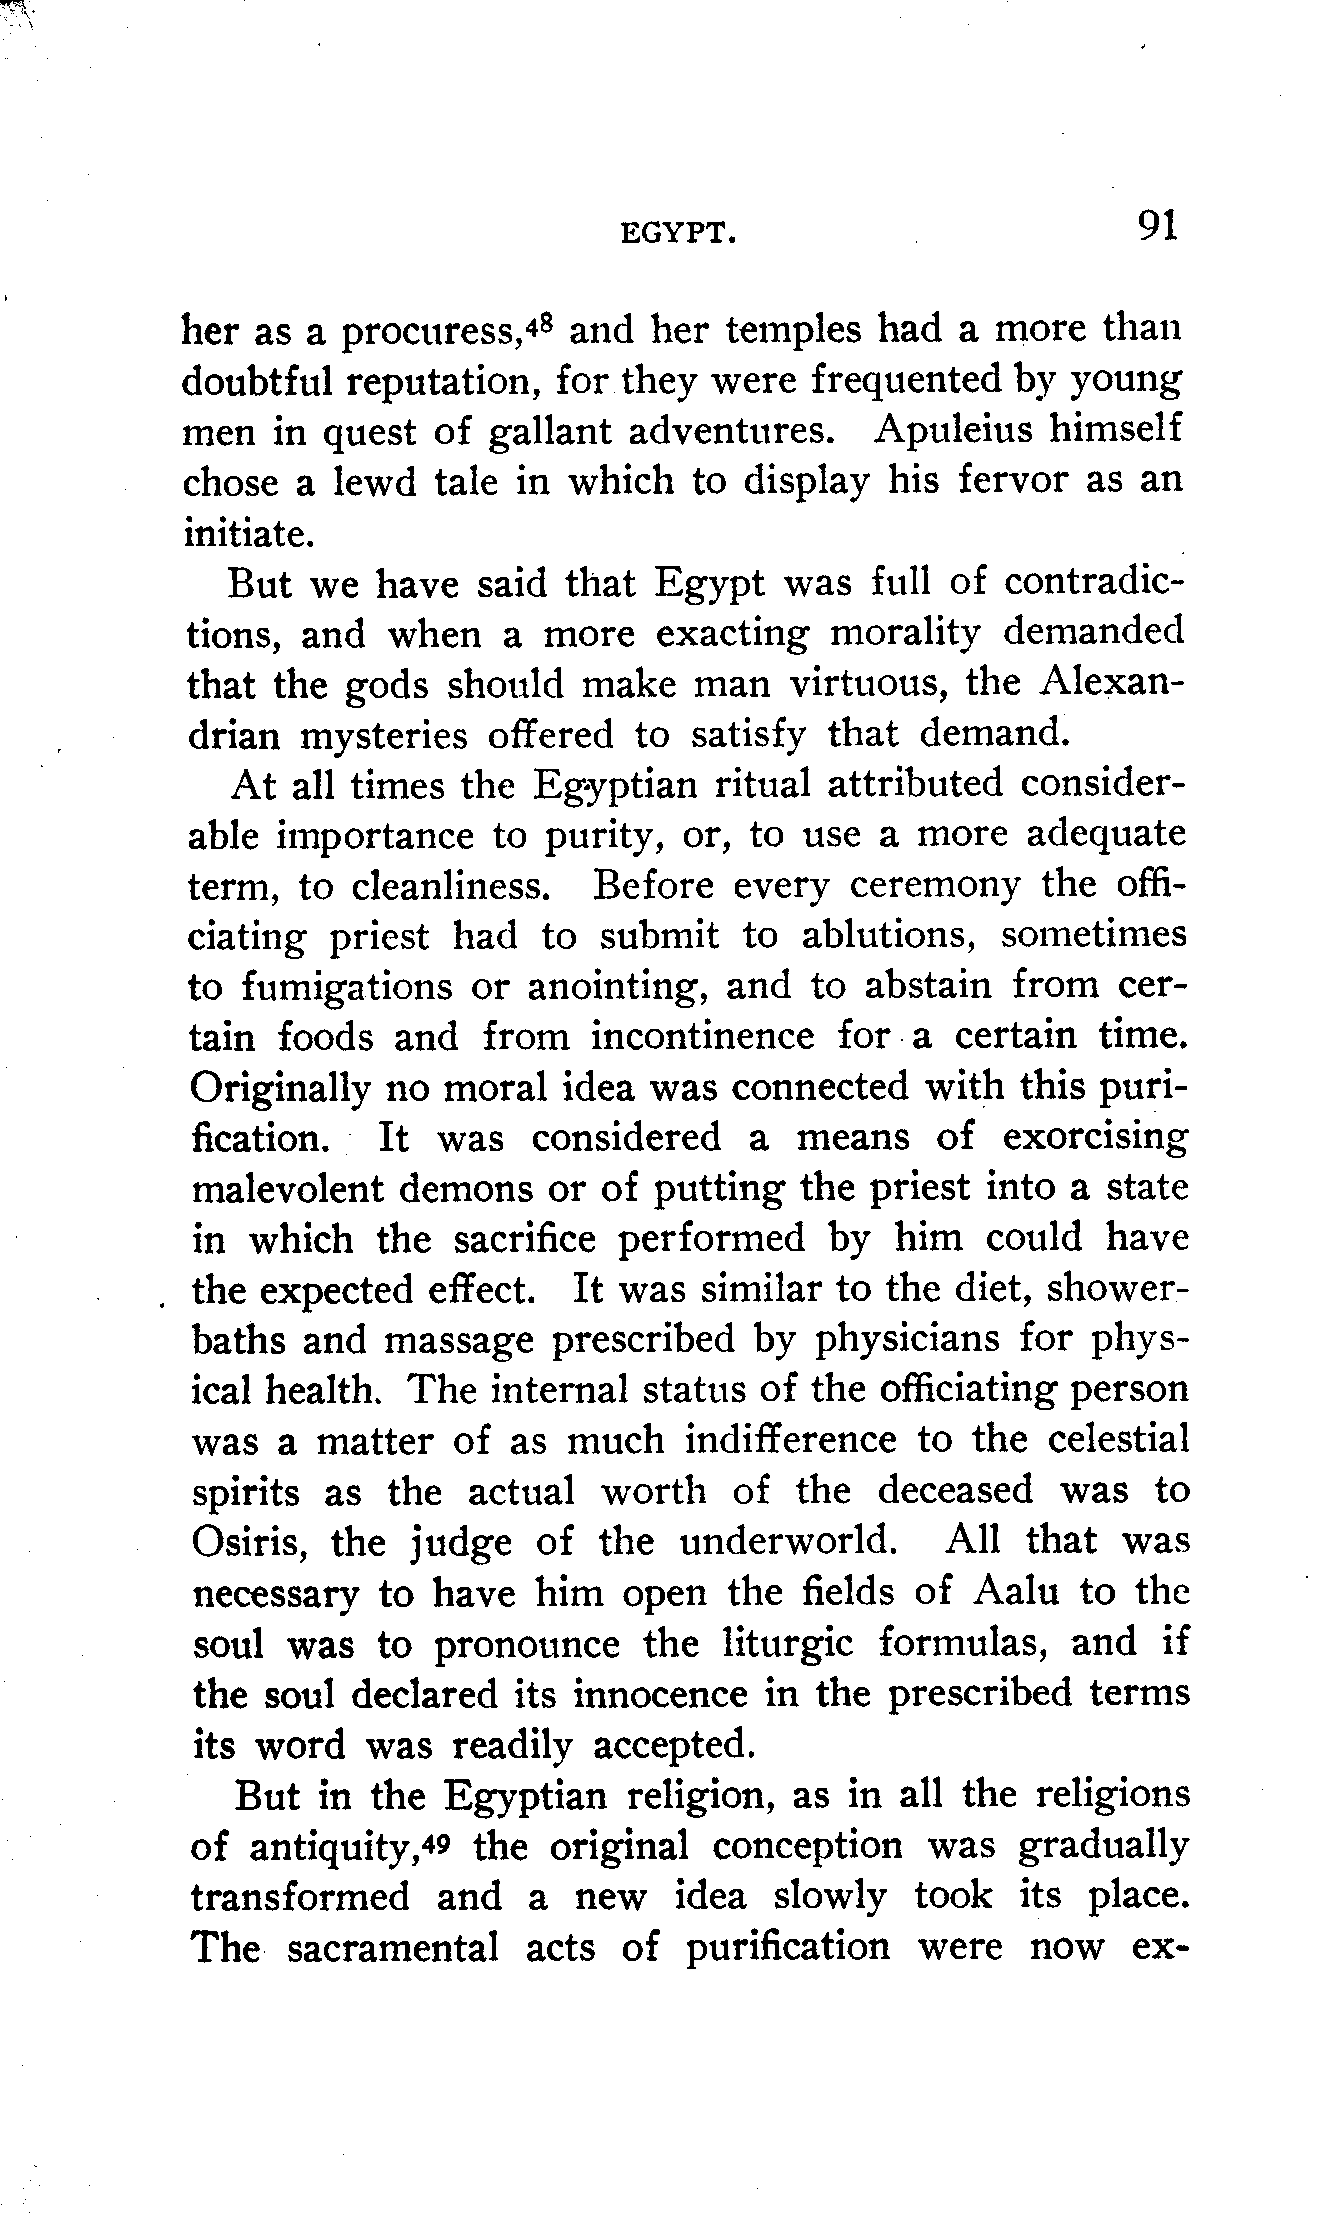 EGYPT. 91
her as a procuress,⁴⁸ and her temples had a more than
doubtful reputation, for they were frequented by young
men in quest of gallant adventures. Apuleius himself
chose a lewd tale in which to display his fervor as an
initiate.
But we have said that Egypt was full of contradic-
tions, and when a more exacting morality demanded
that the gods should make man virtuous, the Alexan-
drian mysteries offered to satisfy that demand.
At all times the Egyptian ritual attributed consider-
able importance to purity, or, to use a more adequate
term, to cleanliness. Before every ceremony the offi-
ciating priest had to submit to ablutions, sometimes
to fumigations or anointing, and to abstain from cer-
tain foods and from incontinence for a certain time.
Originally no moral idea was connected with this puri-
fication. It was considered a means of exorcising
malevolent demons or of putting the priest into a state
in which the sacrifice performed by him could have
the expected effect. It was similar to the diet, shower-
baths and massage prescribed by physicians for phys-
ical health. The internal status of the officiating person
was a matter of as much indifference to the celestial
spirits as the actual worth of the deceased was to
Osiris, the judge of the underworld. All that was
necessary to have him open the fields of Aalu to the
soul was to pronounce the liturgic formulas, and if
the soul declared its innocence in the prescribed terms
its word was readily accepted.
But in the Egyptian religion, as in all the religions
of antiquity,⁴⁹ the original conception was gradually
transformed and a new idea slowly took its place.
The sacramental acts of purification were now ex-